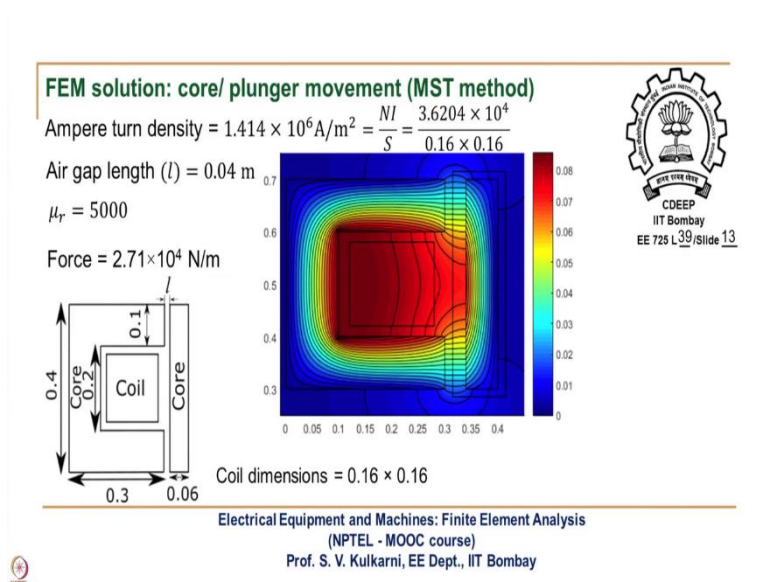 FEM solution: core/ plunger movement (MST method)
Ampere turn density = 1.414 × 10⁶A/m² = NI/S = 3.6204 × 10⁴/0.16 × 0.16
Air gap length (l) = 0.04 m
μr = 5000
Force = 2.71×10⁴ N/m
INDIAN INSTITUTE OF TECHNOLOGY BOMBAY
CDEEP
IIT Bombay
EE 725 L 39 /Slide 13
0.7
0.6
0.5
0.4
0.3
0 0.05 0.1 0.15 0.2 0.25 0.3 0.35 0.4
0.08
0.07
0.06
0.05
0.04
0.03
0.02
0.01
0
l
0.1
0.4
Core
0.2
Coil
Core
0.3
0.06
Coil dimensions = 0.16 × 0.16
Electrical Equipment and Machines: Finite Element Analysis
(NPTEL - MOOC course)
Prof. S. V. Kulkarni, EE Dept., IIT Bombay